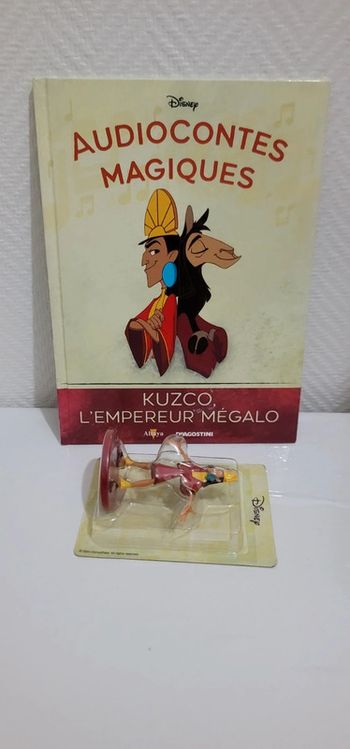 Disney
AUDIOCONTES
MAGIQUES
KUZCO,
L'EMPEREUR MÉGALO
Altaya DEAGOSTINI
Disney